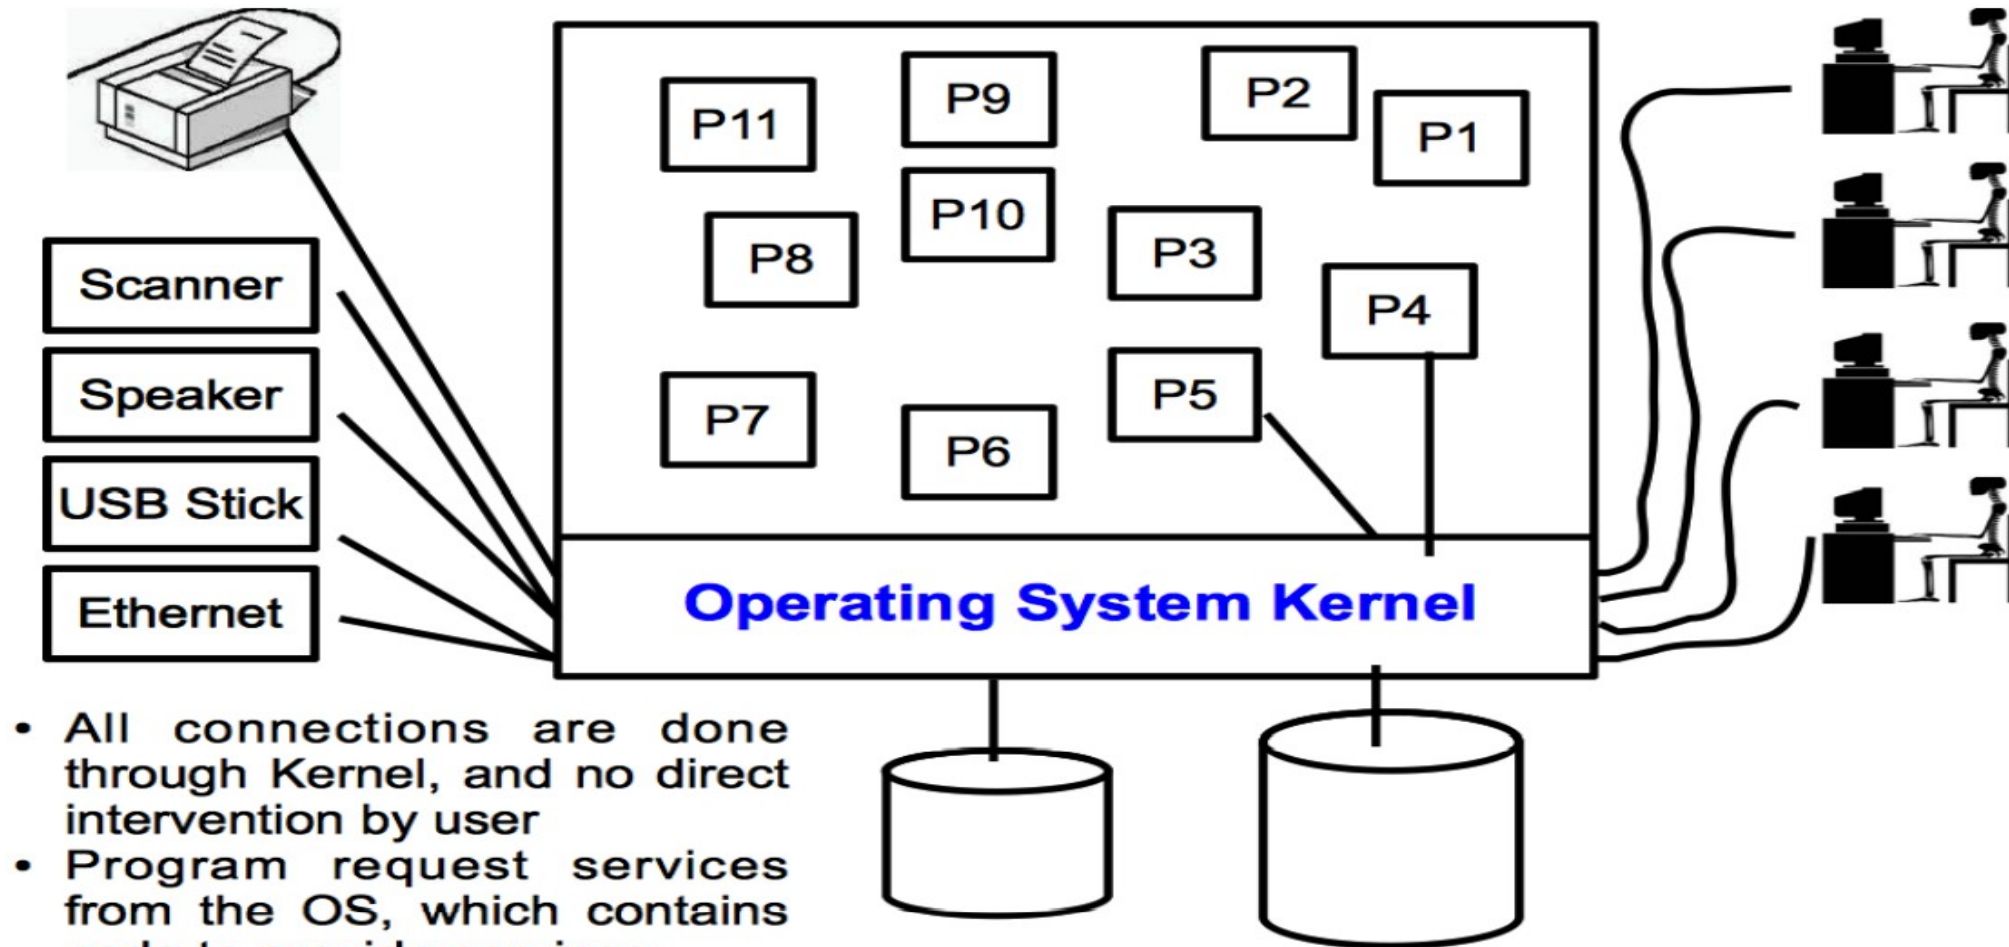 P11
P9
P2
P1
P10
P8
P3
P4
P7
P6
P5
Scanner
Speaker
USB Stick
Ethernet
Operating System Kernel
• All connections are done
through Kernel, and no direct
intervention by user
• Program request services
from the OS, which contains